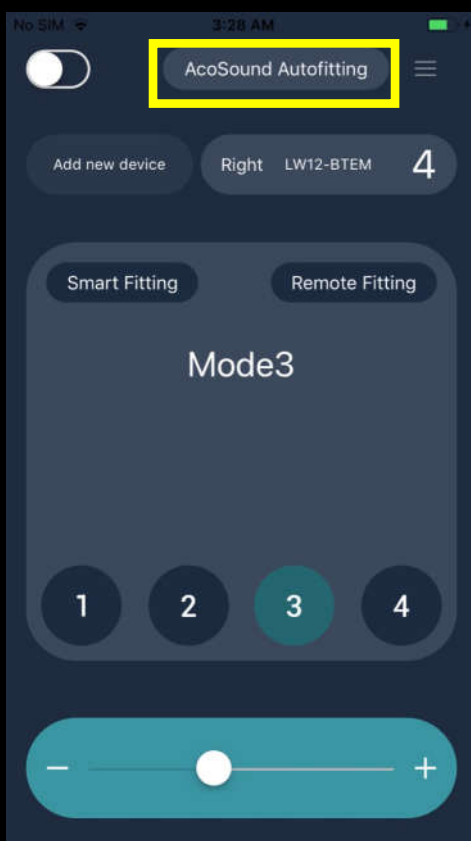 No SIM 3:28 AM
AcoSound Autofitting
Add new device Right LW12-BTEM 4
Smart Fitting Remote Fitting
Mode3
1 2 3 4
− +